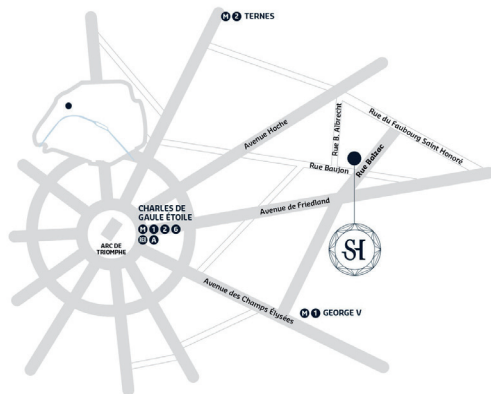 M 2 TERNES
Avenue Hoche
Rue B. Albrecht
Rue du Faubourg Saint Honoré
Rue Baujon
Rue Balzac
CHARLES DE
GAULE ÉTOILE
M 1 2 6
RER A
Avenue de Friedland
ARC DE
TRIOMPHE
SH
Avenue des Champs Élysées
M 1 GEORGE V